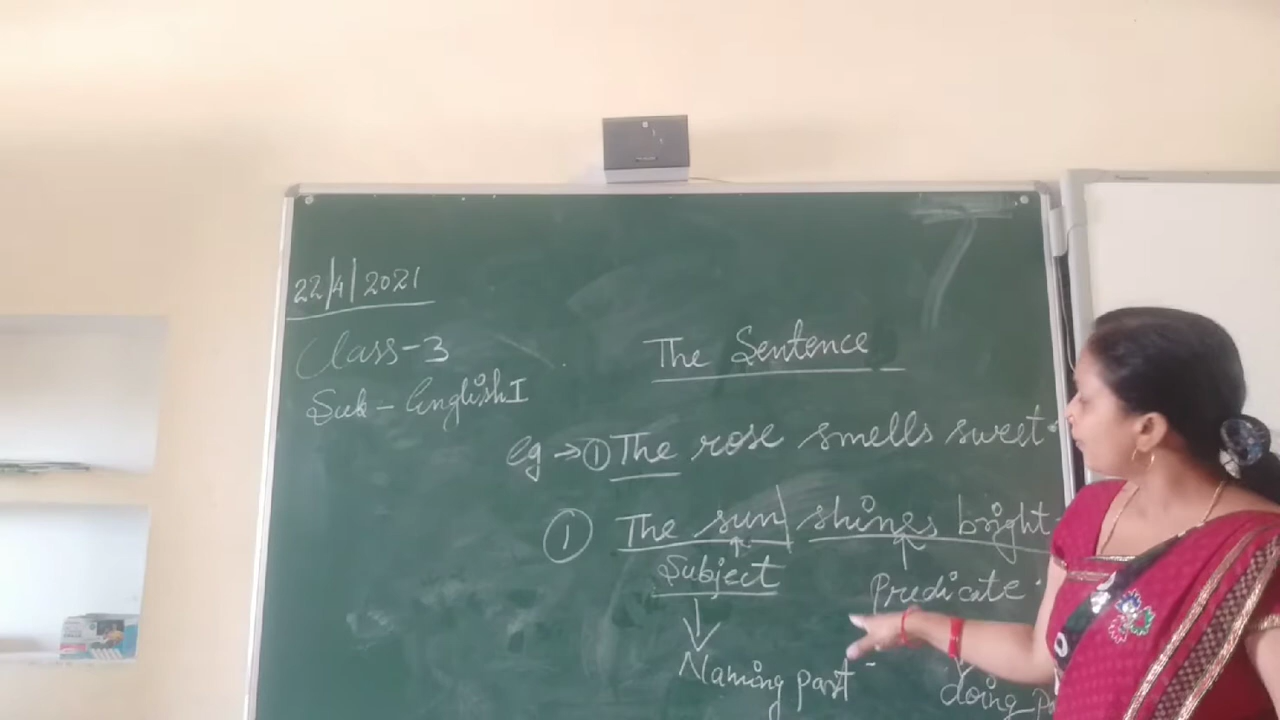 22/4/2021
Class-3
Sub - English I
The Sentence
eg → ① The rose smells sweet.
① The sun | shines bright.
Subject Predicate.
Naming part - doing